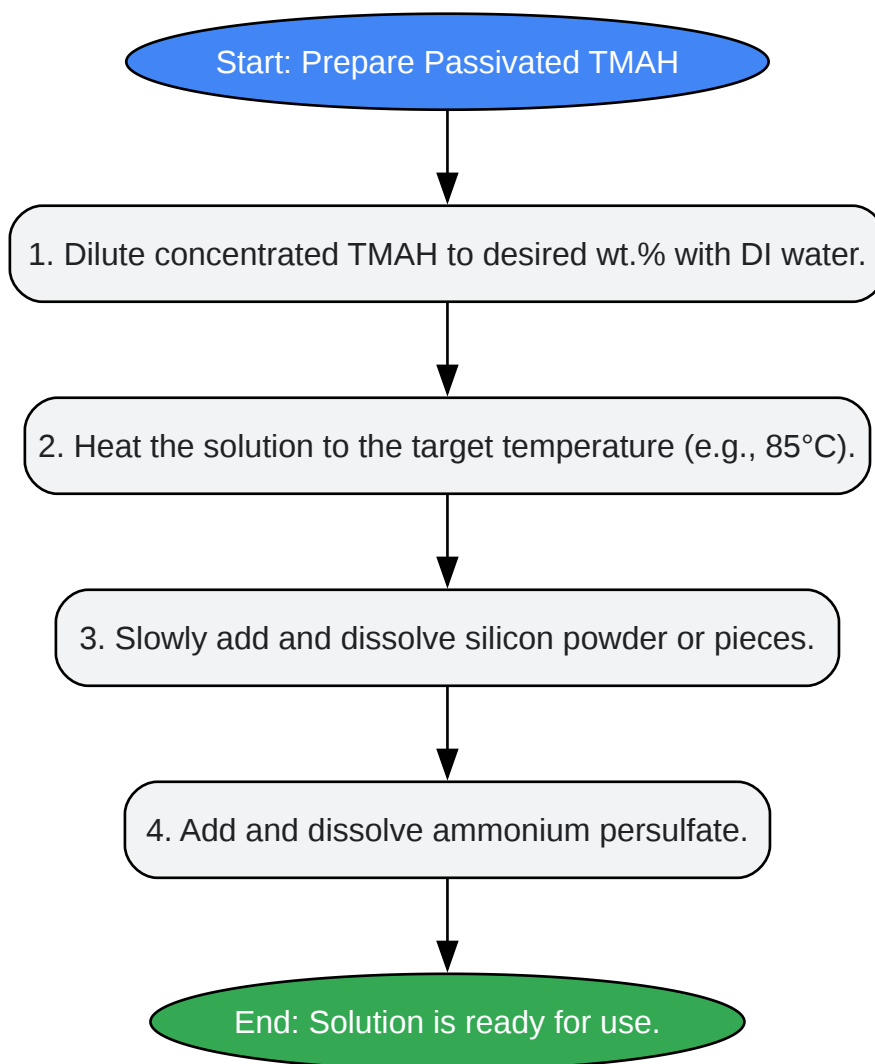 Start: Prepare Passivated TMAH
1. Dilute concentrated TMAH to desired wt.% with DI water.
2. Heat the solution to the target temperature (e.g., 85°C).
3. Slowly add and dissolve silicon powder or pieces.
4. Add and dissolve ammonium persulfate.
End: Solution is ready for use.